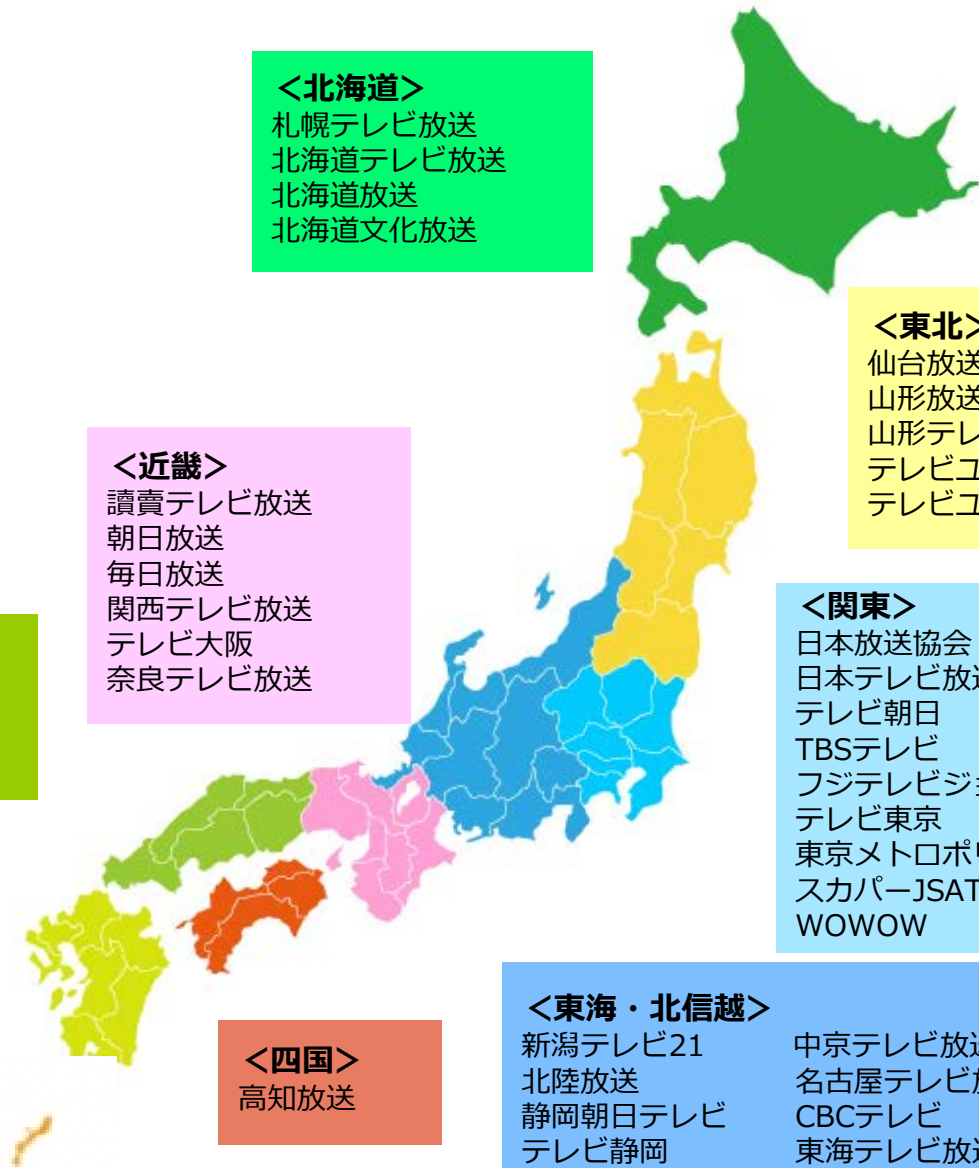 ＜北海道＞
札幌テレビ放送
北海道テレビ放送
北海道放送
北海道文化放送
＜東北＞
仙台放送
山形放送
山形テレ
テレビユ
テレビユ
＜近畿＞
讀賣テレビ放送
朝日放送
毎日放送
関西テレビ放送
テレビ大阪
奈良テレビ放送
＜関東＞
日本放送協会
日本テレビ放送
テレビ朝日
TBSテレビ
フジテレビジョ
テレビ東京
東京メトロポリ
スカパーJSAT
WOWOW
＜四国＞
高知放送
＜東海・北信越＞
新潟テレビ21
北陸放送
静岡朝日テレビ
テレビ静岡
中京テレビ放送
名古屋テレビ放
CBCテレビ
東海テレビ放送